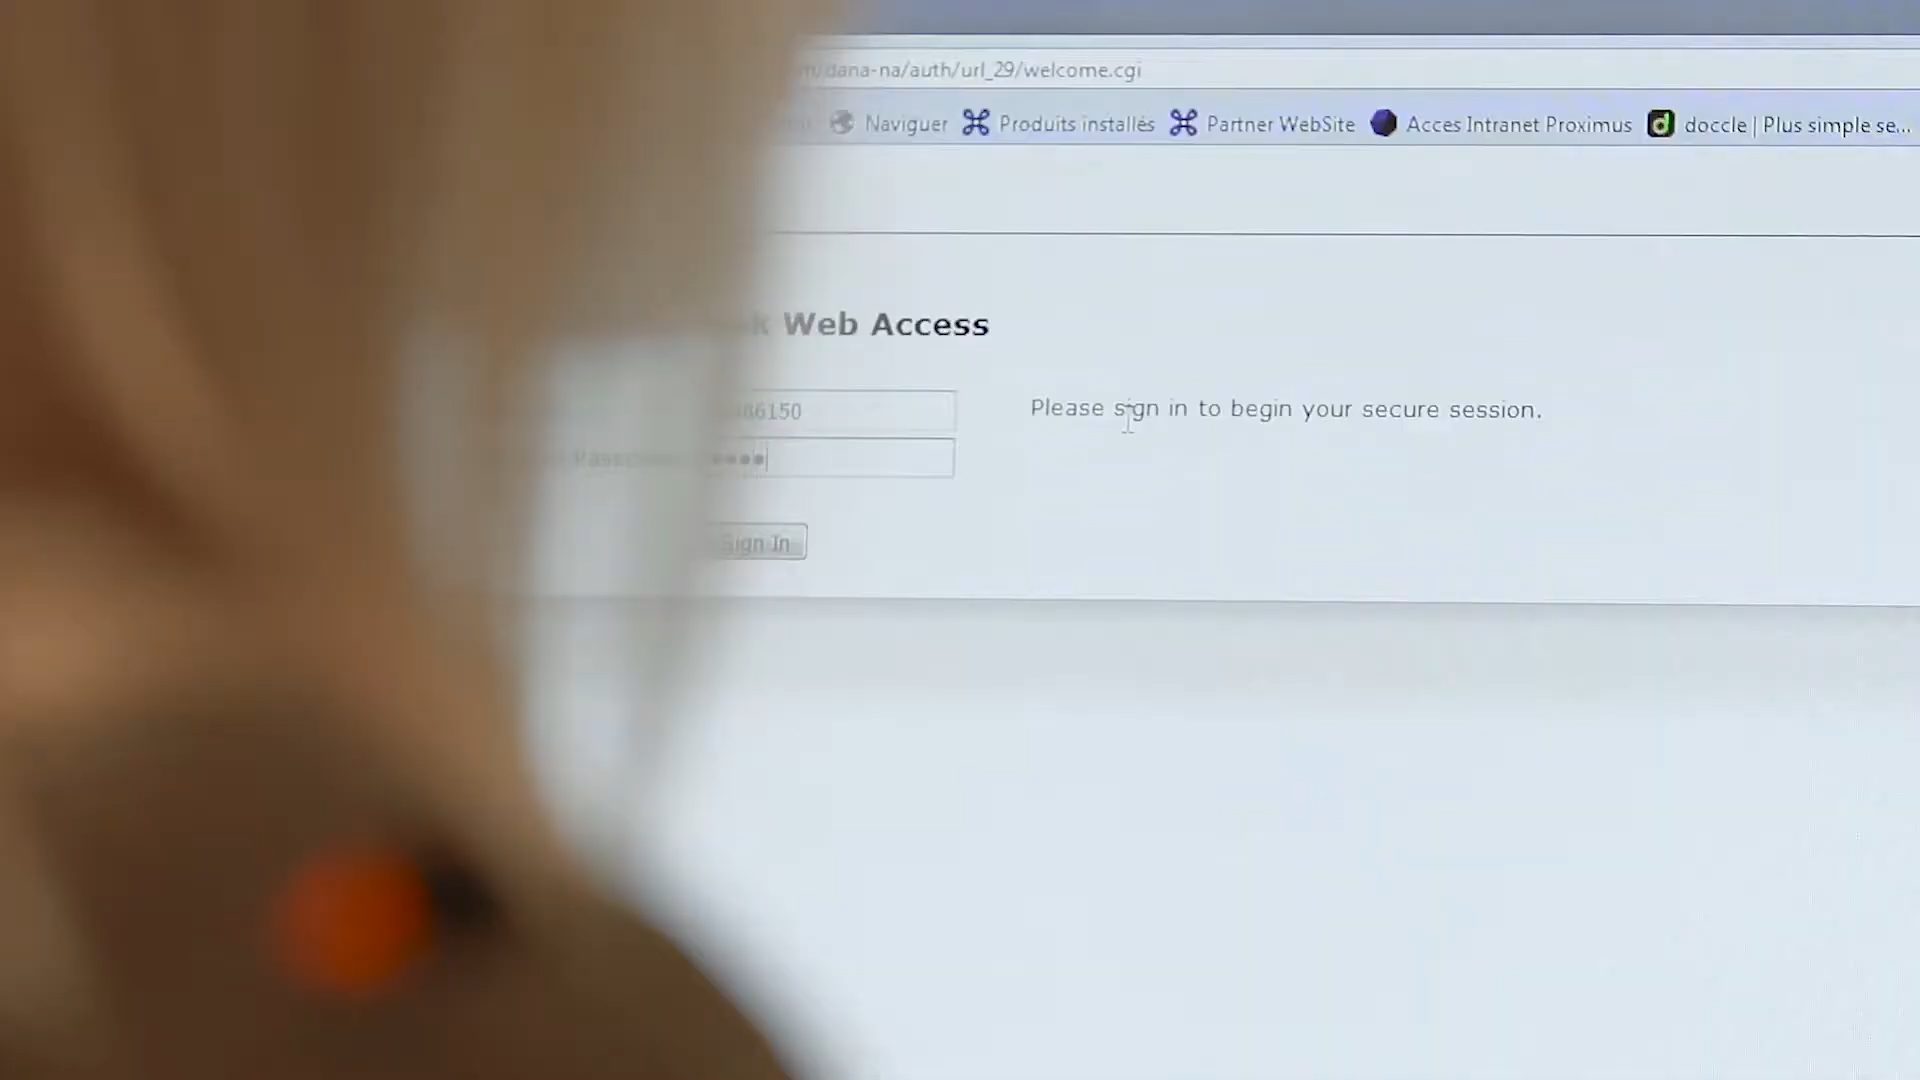 /dana-na/auth/url_29/welcome.cgi
Naviguer Produits installés Partner WebSite Acces Intranet Proximus doccle | Plus simple se...
Web Access
86150
Please sign in to begin your secure session.
Sign In